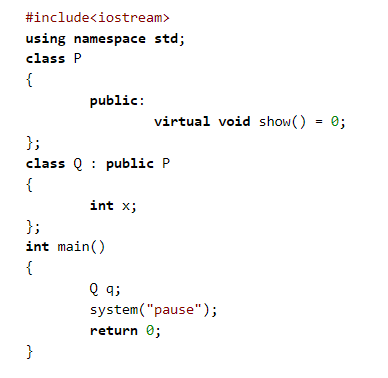 #include<iostream>
using namespace std;
class P
{
        public:
                virtual void show() = 0;
};
class Q : public P
{
        int x;
};
int main()
{
        Q q;
        system("pause");
        return 0;
}